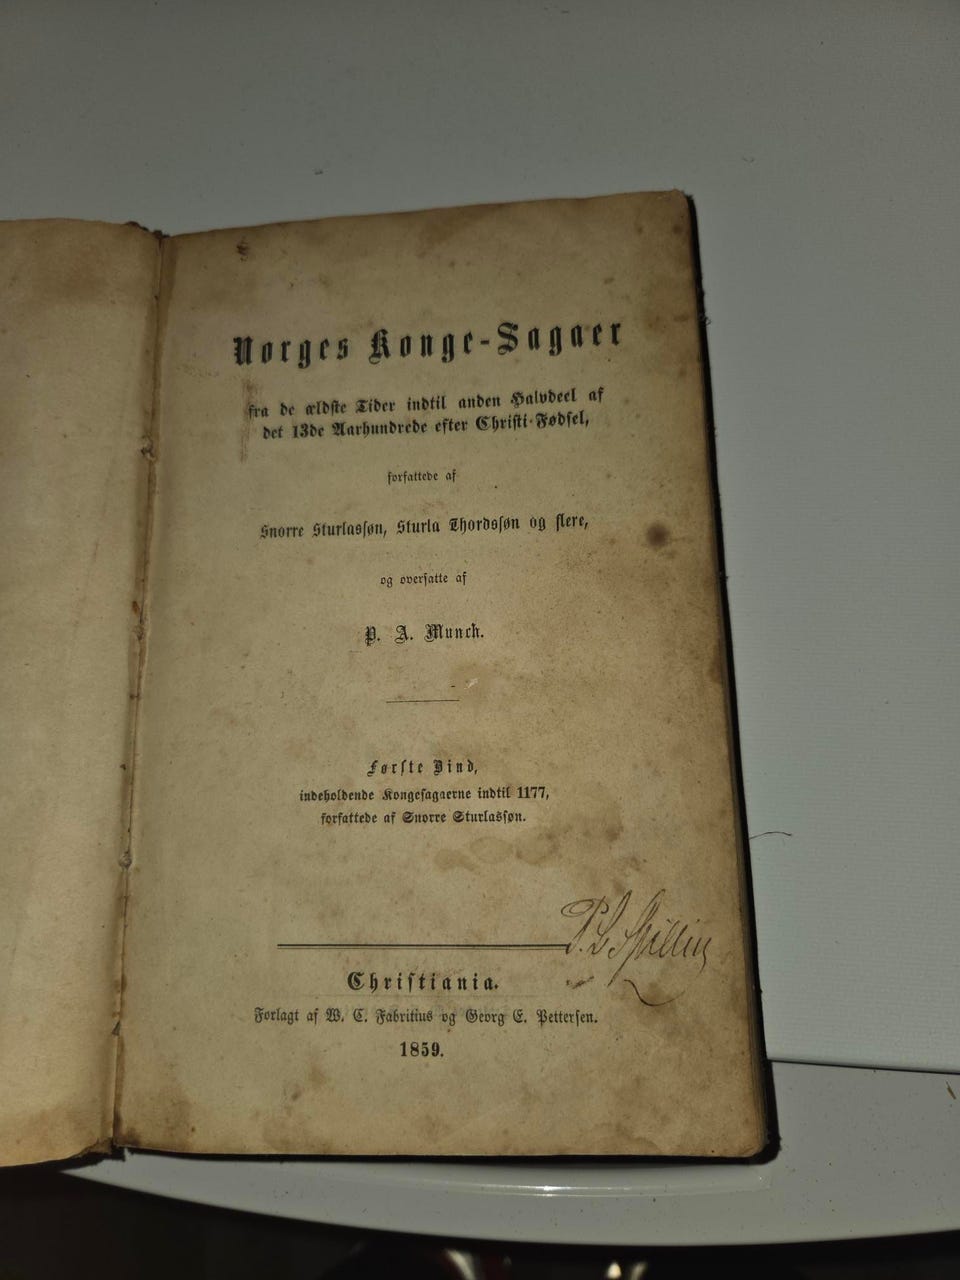 Norges Konge-Sagaer
fra de ældste Tider indtil anden Halvdeel af
det 13de Aarhundrede efter Christi-Fødsel,
forfattede af
Snorre Sturlassøn, Sturla Thordssøn og flere,
og oversatte af
P. A. Munch.
Første Bind,
indeholdende Kongesagaerne indtil 1177,
forfattede af Snorre Sturlassøn.
P. L.
Christiania.
Forlagt af W. C. Fabritius og Georg E. Pettersen.
1859.